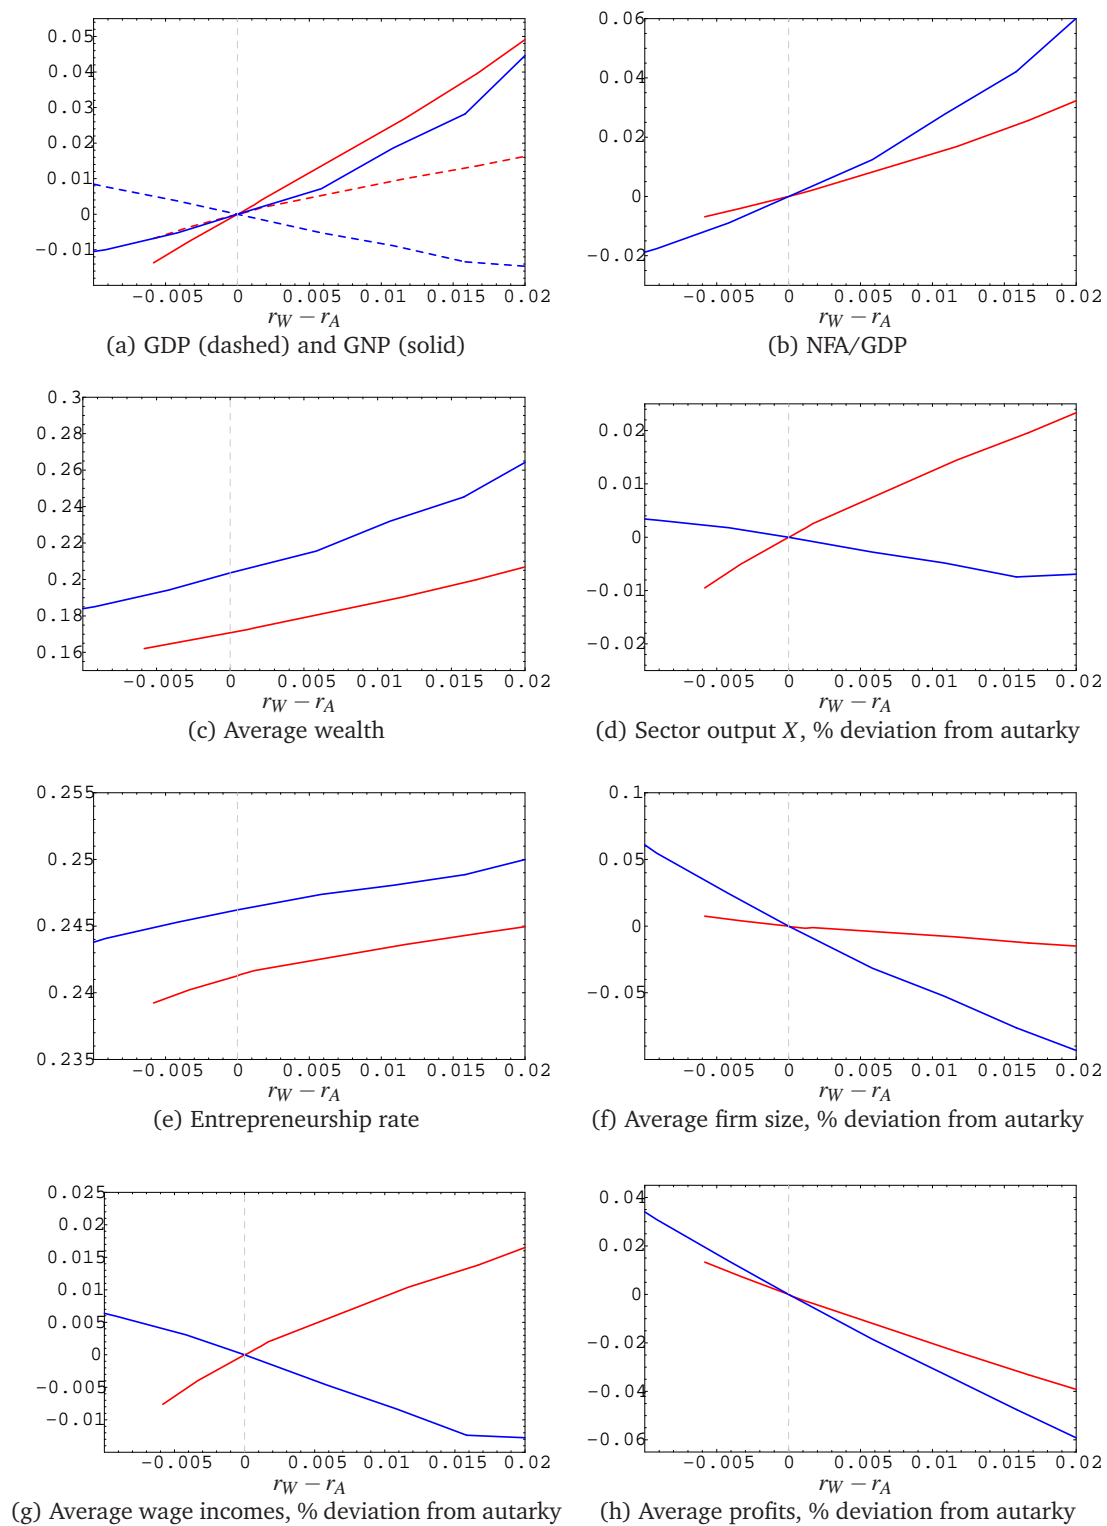 0.05
0.04
0.03
0.02
0.01
0
−0.01
−0.005 0 0.005 0.01 0.015 0.02
r_W − r_A
(a) GDP (dashed) and GNP (solid)
0.06
0.04
0.02
0
−0.02
−0.005 0 0.005 0.01 0.015 0.02
r_W − r_A
(b) NFA/GDP
0.3
0.28
0.26
0.24
0.22
0.2
0.18
0.16
−0.005 0 0.005 0.01 0.015 0.02
r_W − r_A
(c) Average wealth
0.02
0.01
0
−0.01
−0.02
−0.005 0 0.005 0.01 0.015 0.02
r_W − r_A
(d) Sector output X, % deviation from autarky
0.255
0.25
0.245
0.24
0.235
−0.005 0 0.005 0.01 0.015 0.02
r_W − r_A
(e) Entrepreneurship rate
0.1
0.05
0
−0.05
−0.005 0 0.005 0.01 0.015 0.02
r_W − r_A
(f) Average firm size, % deviation from autarky
0.025
0.02
0.015
0.01
0.005
0
−0.005
−0.01
−0.005 0 0.005 0.01 0.015 0.02
r_W − r_A
(g) Average wage incomes, % deviation from autarky
0.04
0.02
0
−0.02
−0.04
−0.06
−0.005 0 0.005 0.01 0.015 0.02
r_W − r_A
(h) Average profits, % deviation from autarky